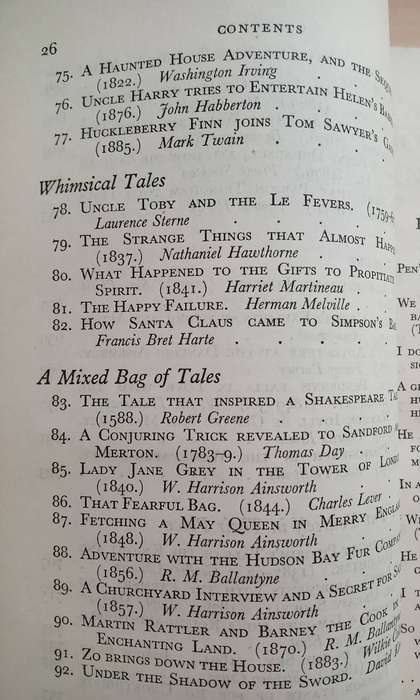 CONTENTS
26
75. A HAUNTED HOUSE ADVENTURE, AND THE
(1822.) Washington Irving
76. UNCLE HARRY TRIES TO ENTERTAIN HELEN'S
(1876.) John Habberton
77. HUCKLEBERRY FINN JOINS TOM SAWYER'S
(1885.) Mark Twain
Whimsical Tales
78. UNCLE TOBY AND THE LE FEVERS. (1759-
Laurence Sterne
79. THE STRANGE THINGS THAT ALMOST
(1837.) Nathaniel Hawthorne
80. WHAT HAPPENED TO THE GIFTS TO PROPITIATE
SPIRIT. (1841.) Harriet Martineau
81. THE HAPPY FAILURE. Herman Melville
82. HOW SANTA CLAUS CAME TO SIMPSON'S
Francis Bret Harte
A Mixed Bag of Tales
83. THE TALE THAT INSPIRED A SHAKESPEARE
(1588.) Robert Greene
84. A CONJURING TRICK REVEALED TO SANDFORD
MERTON. (1783-9.) Thomas Day
85. LADY JANE GREY IN THE TOWER OF
(1840.) W. Harrison Ainsworth
86. THAT FEARFUL BAG. (1844.) Charles Lever
87. FETCHING A MAY QUEEN IN MERRY
(1848.) W. Harrison Ainsworth
88. ADVENTURE WITH THE HUDSON BAY FUR
(1856.) R. M. Ballantyne
89. A CHURCHYARD INTERVIEW AND A SECRET FOR
(1857.) W. Harrison Ainsworth
90. MARTIN RATTLER AND BARNEY THE COOK IN
ENCHANTING LAND. (1870.) R. M.
91. ZO BRINGS DOWN THE HOUSE. (1883.) Wilkie
92. UNDER THE SHADOW OF THE SWORD. David